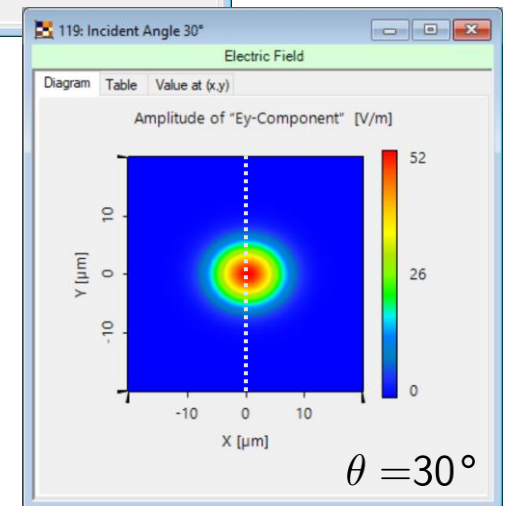 119: Incident Angle 30°
Electric Field
Diagram Table Value at (x,y)
Amplitude of "Ey-Component" [V/m]
52
26
0
Y [µm]
10
0
-10
-10 0 10
X [µm]
θ =30°